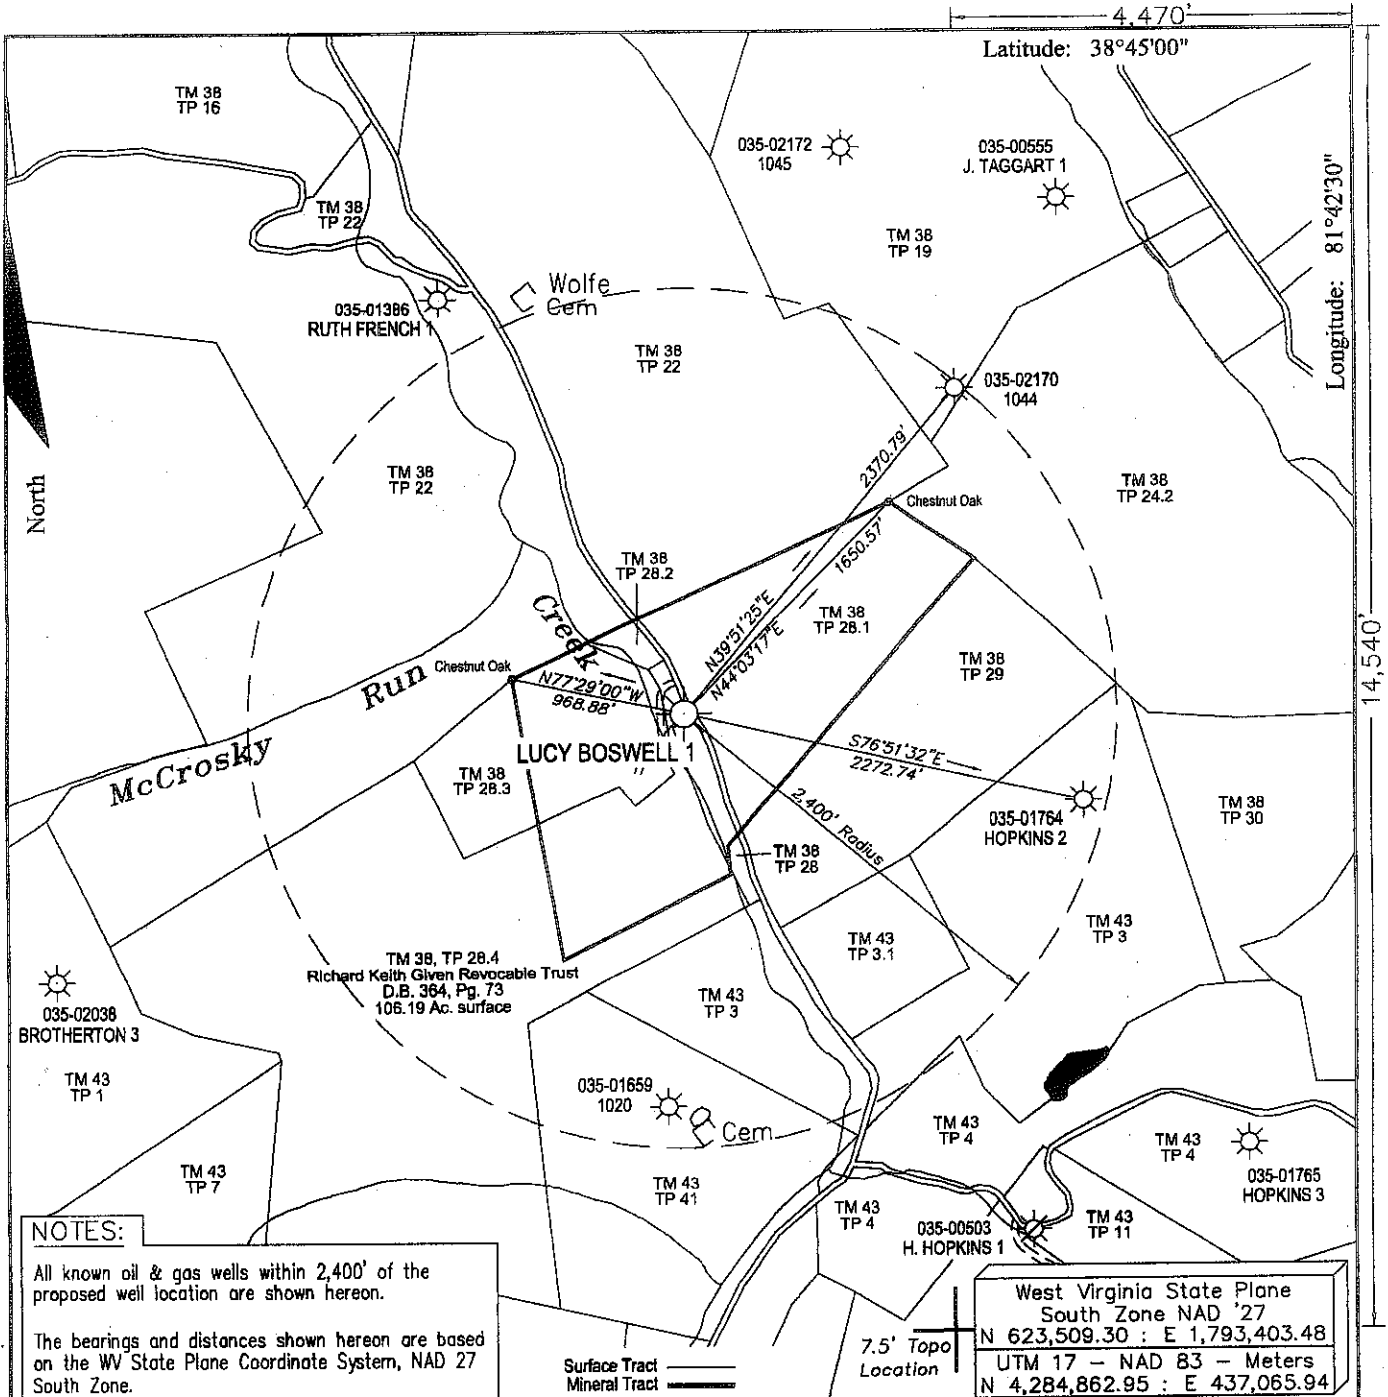 4,470'
Latitude: 38°45'00"
TM 38
TP 16
035-02172
1045
035-00555
J. TAGGART 1
Longitude: 81°42'30"
TM 38
TP 22
TM 38
TP 19
Wolfe
Cem
035-01386
RUTH FRENCH 1
TM 38
TP 22
035-02170
1044
North
TM 38
TP 22
2370.79'
TM 38
TP 24.2
Chestnut Oak
1650.57'
TM 38
TP 28.2
Creek
N39°51'25"E
N44°03'17"E
TM 38
TP 28.1
TM 38
TP 29
14,540'
McCrosky Run
Chestnut Oak
N77°29'00"W
968.88'
LUCY BOSWELL 1
S76°51'32"E
2272.74'
TM 38
TP 28.3
2,400' Radius
035-01764
HOPKINS 2
TM 38
TP 30
TM 38
TP 28
TM 43
TP 3
TM 43
TP 3.1
TM 38, TP 28.4
Richard Keith Given Revocable Trust
D.B. 364, Pg. 73
106.19 Ac. surface
TM 43
TP 3
035-02038
BROTHERTON 3
TM 43
TP 1
035-01659
1020
Cem
TM 43
TP 4
TM 43
TP 4
TM 43
TP 7
TM 43
TP 41
035-01765
HOPKINS 3
TM 43
TP 4
035-00503
H. HOPKINS 1
TM 43
TP 11
NOTES:
All known oil & gas wells within 2,400' of the
proposed well location are shown hereon.
The bearings and distances shown hereon are based
on the WV State Plane Coordinate System, NAD 27
South Zone.
Surface Tract
Mineral Tract
7.5' Topo
Location
West Virginia State Plane
South Zone NAD '27
N 623,509.30 : E 1,793,403.48
UTM 17 - NAD 83 - Meters
N 4,284,862.95 : E 437,065.94